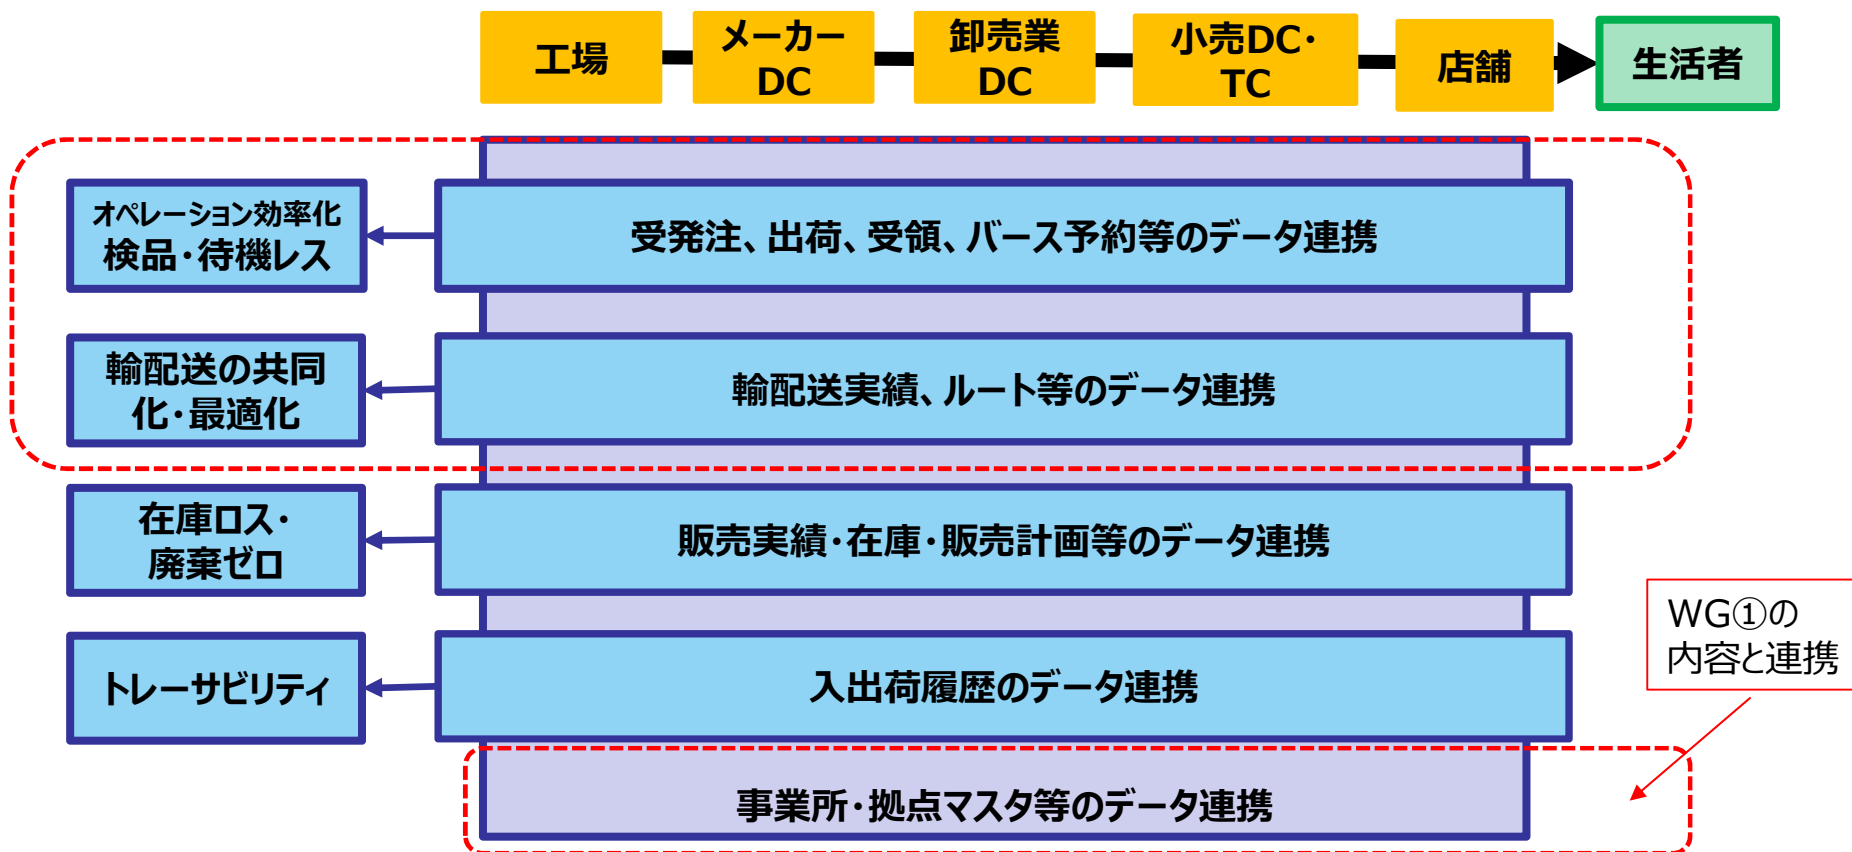 工場
メーカー
DC
卸売業
DC
小売DC・
TC
店舗
生活者
オペレーション効率化
検品・待機レス
受発注、出荷、受領、バース予約等のデータ連携
輸配送の共同
化・最適化
輸配送実績、ルート等のデータ連携
在庫ロス・
廃棄ゼロ
販売実績・在庫・販売計画等のデータ連携
WG①の
内容と連携
トレーサビリティ
入出荷履歴のデータ連携
事業所・拠点マスタ等のデータ連携